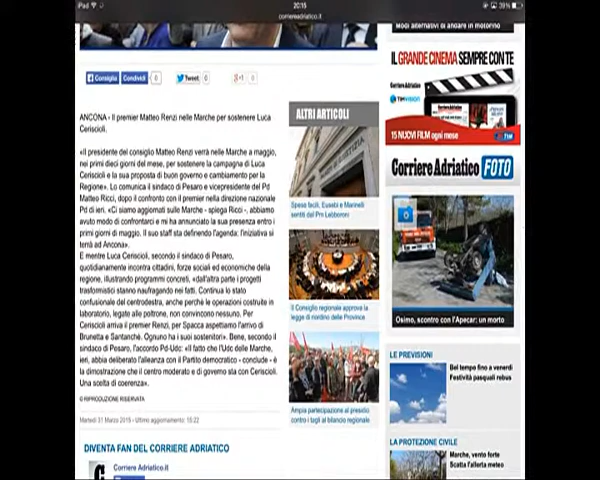 iPad
20:15
39%
corriereadriatico.it
Modi alternativi di andare in motorino
Consiglia
Condividi
0
Tweet
0
g+1
0
IL GRANDE CINEMA SEMPRE CON TE
Corriere Adriatico
TIMVISION
15 NUOVI FILM ogni mese
TIM
ANCONA - Il premier Matteo Renzi nelle Marche per sostenere Luca
Ceriscioli.
«Il presidente del consiglio Matteo Renzi verrà nelle Marche a maggio,
nei primi dieci giorni del mese, per sostenere la campagna di Luca
Ceriscioli e la sua proposta di buon governo e cambiamento per la
Regione». Lo comunica il sindaco di Pesaro e vicepresidente del Pd
Matteo Ricci, dopo il confronto con il premier nella direzione nazionale
Pd di ieri. «Ci siamo aggiornati sulle Marche - spiega Ricci -, abbiamo
avuto modo di confrontarci e mi ha annunciato la sua presenza entro i
primi giorni di maggio. Il suo staff sta definendo l'agenda: l'iniziativa si
terrà ad Ancona».
E mentre Luca Ceriscioli, secondo il sindaco di Pesaro,
quotidianamente incontra cittadini, forze sociali ed economiche della
regione, illustrando programmi concreti, «dall'altra parte i progetti
trasformistici stanno naufragando nei fatti. Continua lo stato
confusionale del centrodestra, anche perché le operazioni costruite in
laboratorio, legate alle poltrone, non convincono nessuno. Per
Ceriscioli arriva il premier Renzi, per Spacca aspettiamo l'arrivo di
Brunetta e Santanché. Ognuno ha i suoi sostenitori». Bene, secondo il
sindaco di Pesaro, l'accordo Pd-Udc: «Il fatto che l'Udc delle Marche,
ieri, abbia deliberato l'alleanza con il Partito democratico - conclude - è
la dimostrazione che il centro moderato e di governo sta con Ceriscioli.
Una scelta di coerenza».
© RIPRODUZIONE RISERVATA
Martedì 31 Marzo 2015 - Ultimo aggiornamento: 15:22
DIVENTA FAN DEL CORRIERE ADRIATICO
Corriere Adriatico.it
ALTRI ARTICOLI
Spese facili, Eusebi e Marinelli
sentiti dal Pm Lebboroni
Il Consiglio regionale approva la
legge di riordino delle Province
Ampia partecipazione al presidio
contro i tagli al bilancio regionale
Corriere Adriatico FOTO
Osimo, scontro con l'Apecar: un morto
LE PREVISIONI
Bel tempo fino a venerdì
Festività pasquali rebus
LA PROTEZIONE CIVILE
Marche, vento forte
Scatta l'allerta meteo